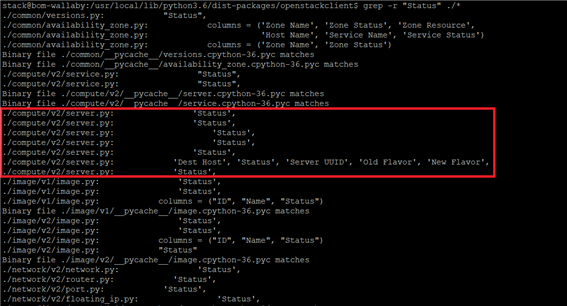 stack@bom-wallaby:/usr/local/lib/python3.6/dist-packages/openstackclient$ grep -r "Status" ./*
./common/versions.py: "Status",
./common/availability_zone.py: columns = ('Zone Name', 'Zone Status', 'Zone Resource',
./common/availability_zone.py: 'Host Name', 'Service Name', 'Service Status')
./common/availability_zone.py: columns = ('Zone Name', 'Zone Status')
Binary file ./common/__pycache__/versions.cpython-36.pyc matches
Binary file ./common/__pycache__/availability_zone.cpython-36.pyc matches
./compute/v2/service.py: "Status",
./compute/v2/service.py: "Status",
Binary file ./compute/v2/__pycache__/server.cpython-36.pyc matches
Binary file ./compute/v2/__pycache__/service.cpython-36.pyc matches
./compute/v2/server.py: 'Status',
./compute/v2/server.py: 'Status',
./compute/v2/server.py: 'Status',
./compute/v2/server.py: 'Status',
./compute/v2/server.py: 'Status',
./compute/v2/server.py: 'Dest Host', 'Status', 'Server UUID', 'Old Flavor', 'New Flavor',
./compute/v2/server.py: 'Status',
./image/v1/image.py: 'Status',
./image/v1/image.py: 'Status',
./image/v1/image.py: columns = ("ID", "Name", "Status")
Binary file ./image/v1/__pycache__/image.cpython-36.pyc matches
./image/v2/image.py: 'Status',
./image/v2/image.py: 'Status',
./image/v2/image.py: columns = ("ID", "Name", "Status")
./image/v2/image.py: "Status"
Binary file ./image/v2/__pycache__/image.cpython-36.pyc matches
./network/v2/network.py: 'Status',
./network/v2/router.py: 'Status',
./network/v2/port.py: 'Status',
./network/v2/floating_ip.py: 'Status',